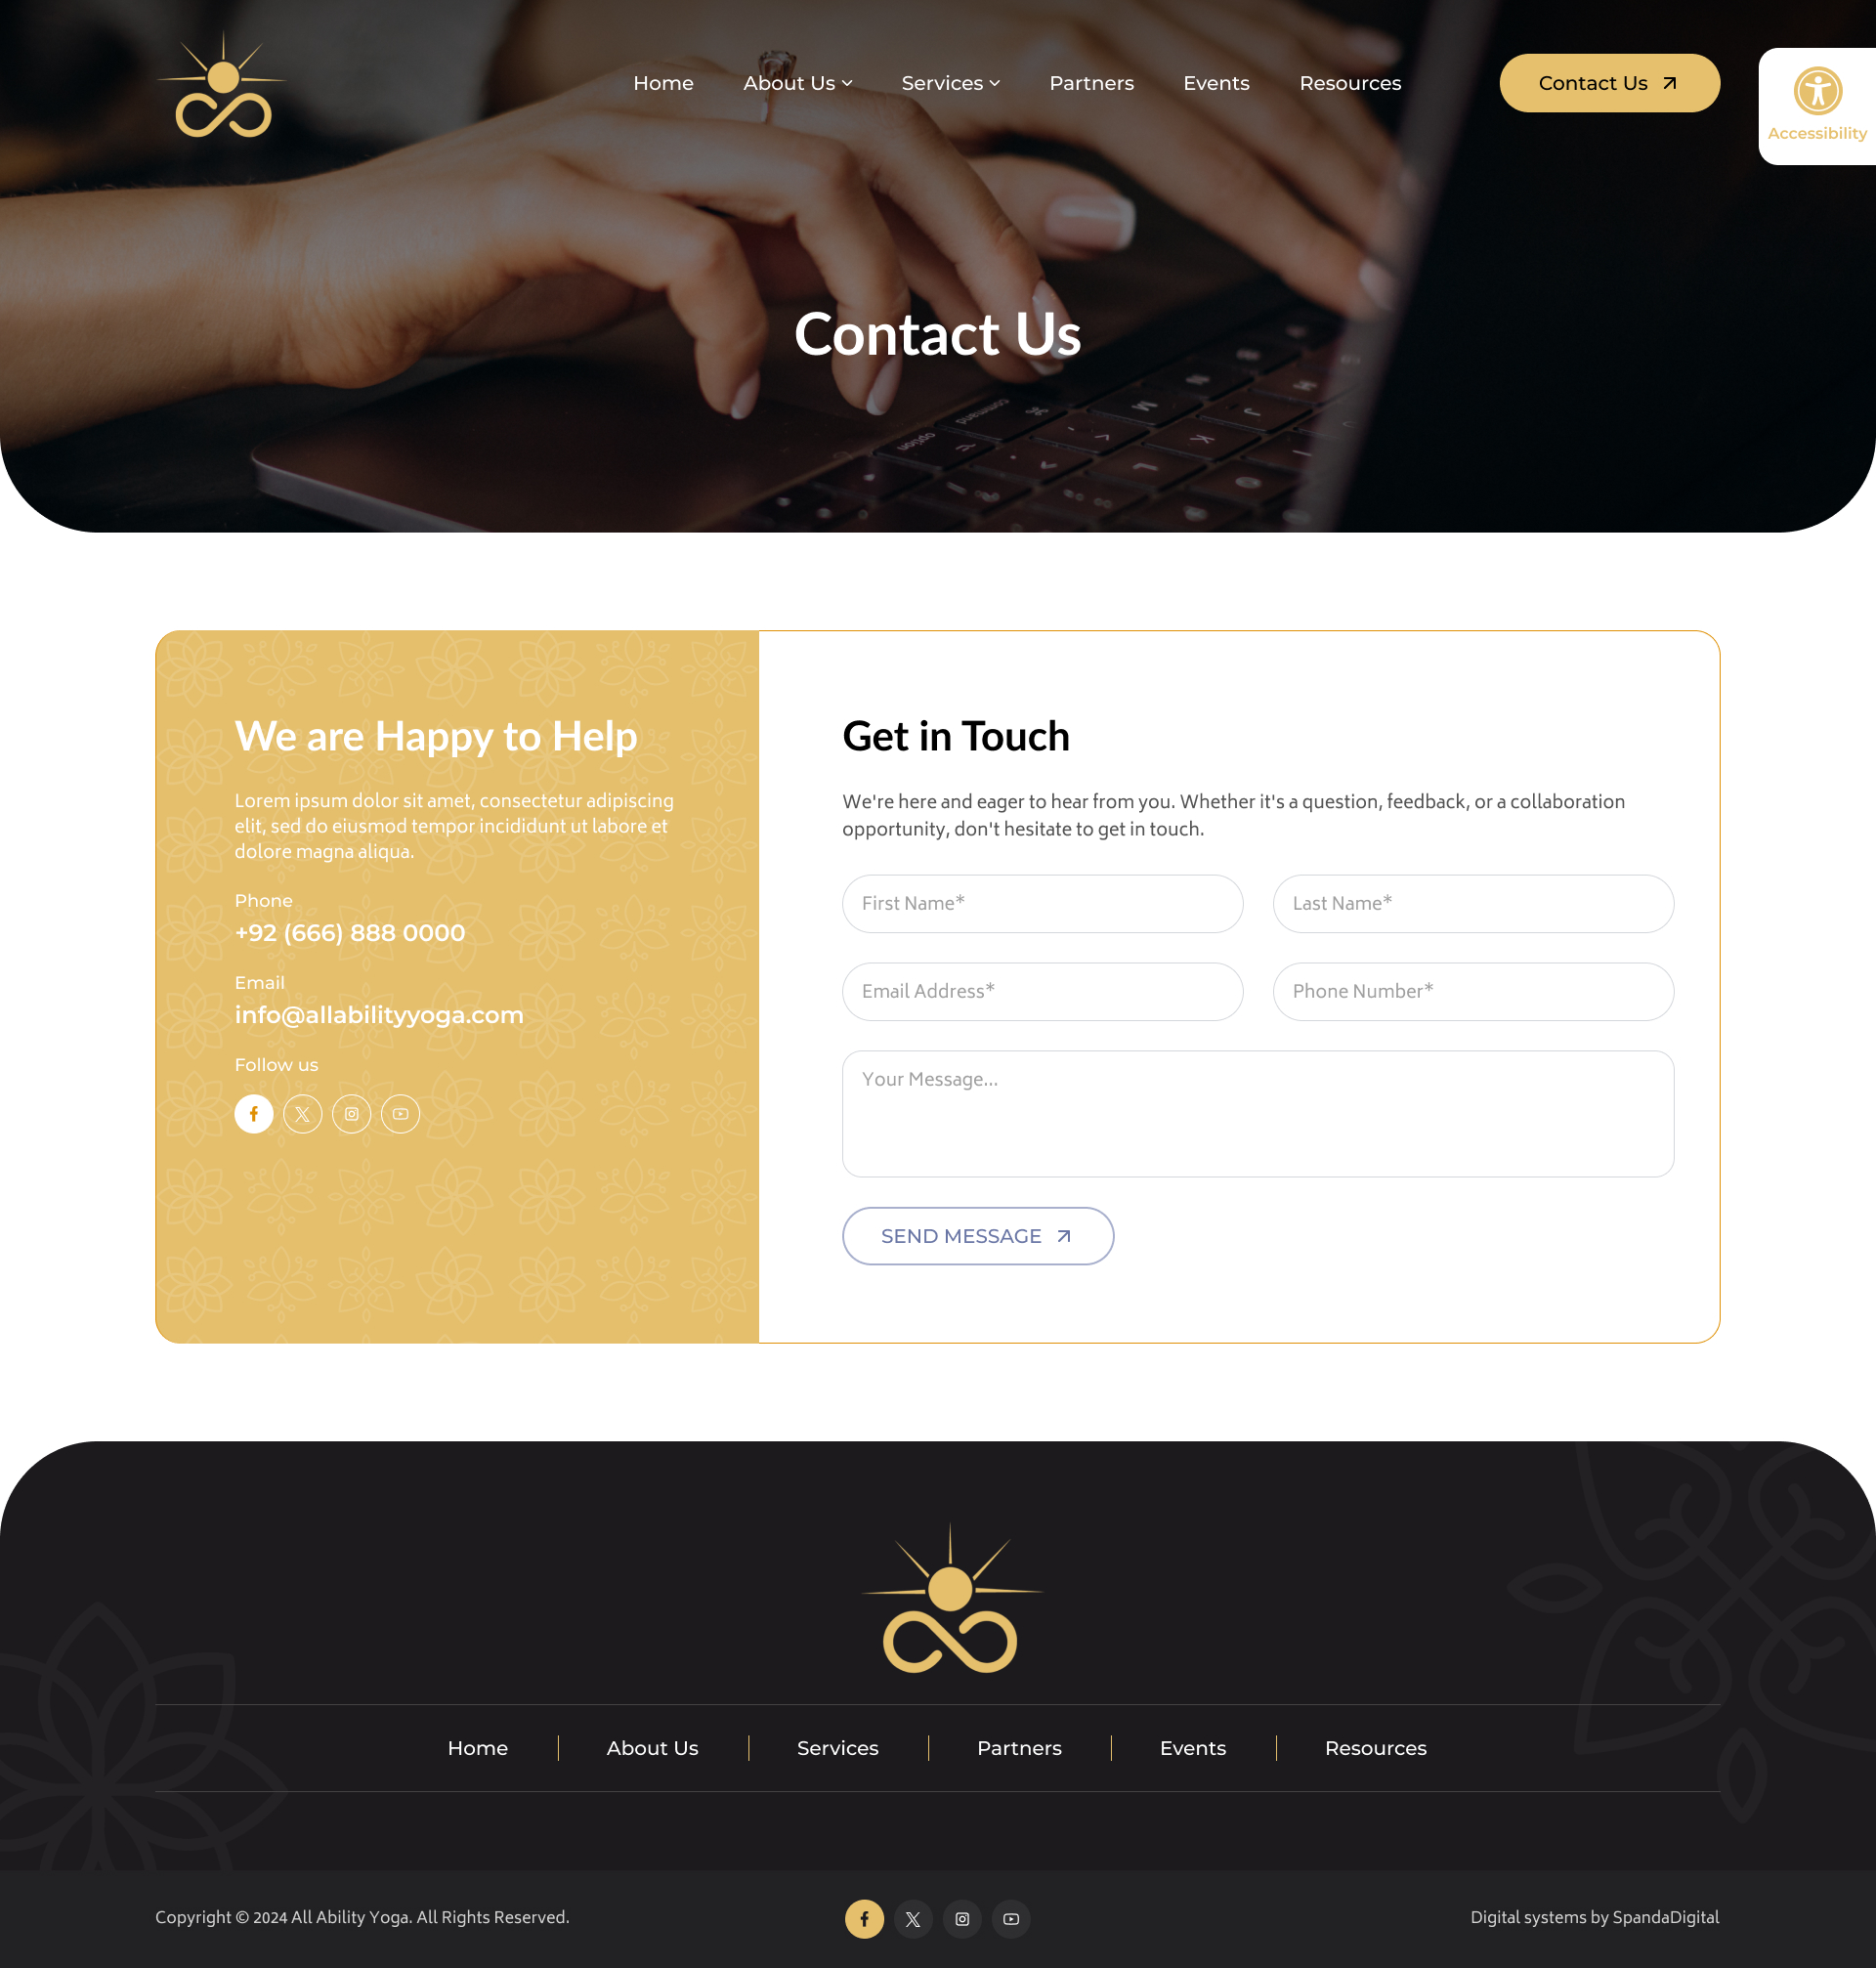 Home
About Us
Services
Partners
Events
Resources
Contact Us
Accessibility
Contact Us
command
option
We are Happy to Help
Lorem ipsum dolor sit amet, consectetur adipiscing
elit, sed do eiusmod tempor incididunt ut labore et
dolore magna aliqua.
Phone
+92 (666) 888 0000
Email
info@allabilityyoga.com
Follow us
Get in Touch
We're here and eager to hear from you. Whether it's a question, feedback, or a collaboration
opportunity, don't hesitate to get in touch.
First Name*
Last Name*
Email Address*
Phone Number*
Your Message...
SEND MESSAGE
Home
About Us
Services
Partners
Events
Resources
Copyright © 2024 All Ability Yoga. All Rights Reserved.
Digital systems by SpandaDigital